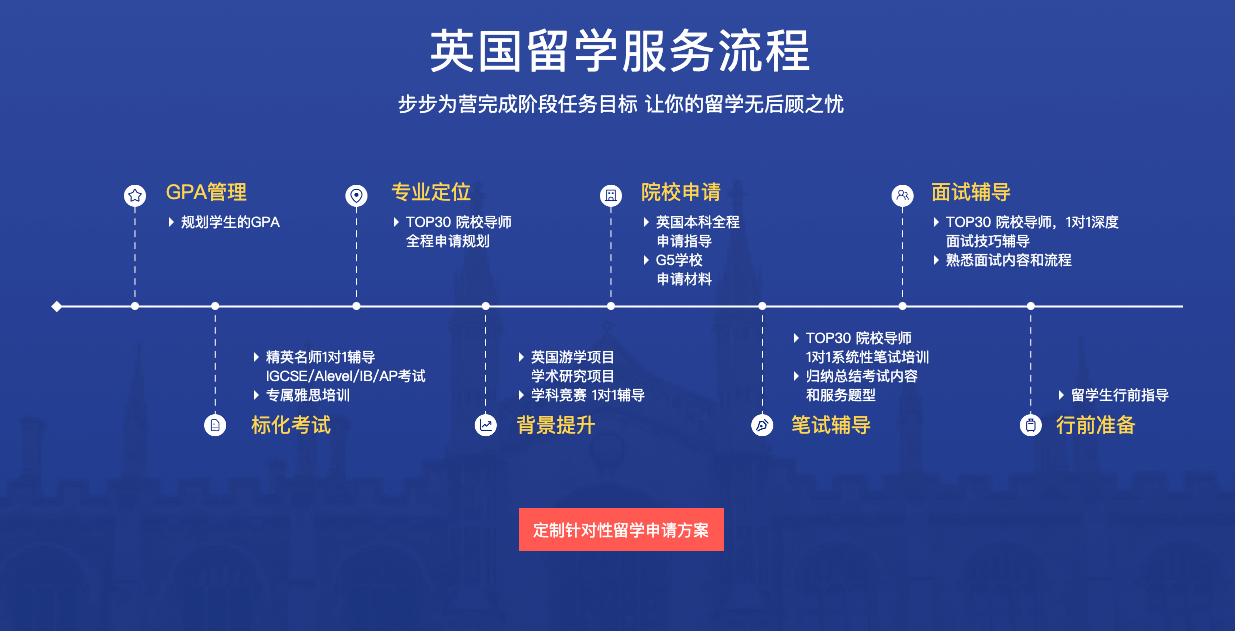 英国留学服务流程
步步为营完成阶段任务目标 让你的留学无后顾之忧
GPA管理
规划学生的GPA
专业定位
TOP30 院校导师
全程申请规划
院校申请
英国本科全程
申请指导
G5学校
申请材料
面试辅导
TOP30 院校导师，1对1深度
面试技巧辅导
熟悉面试内容和流程
精英名师1对1辅导
IGCSE/Alevel/IB/AP考试
专属雅思培训
标化考试
英国游学项目
学术研究项目
学科竞赛 1对1辅导
背景提升
TOP30 院校导师
1对1系统性笔试培训
归纳总结考试内容
和服务题型
笔试辅导
留学生行前指导
行前准备
定制针对性留学申请方案